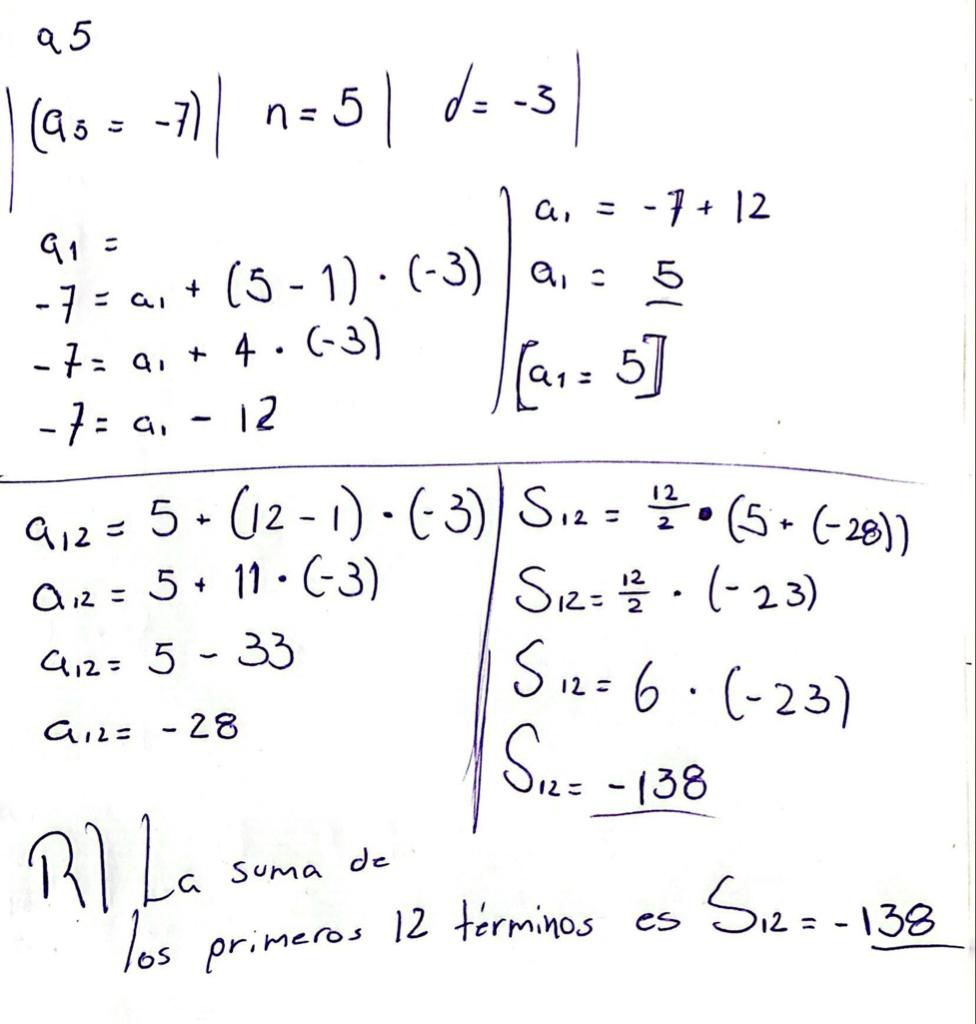 a5
|(a5 = -7)| n = 5 | d = -3 |
a1 =
-7 = a1 + (5 - 1) · (-3)
-7 = a1 + 4 · (-3)
-7 = a1 - 12
a1 = -7 + 12
a1 = 5
[a1 = 5]
a12 = 5 + (12 - 1) · (-3)
a12 = 5 + 11 · (-3)
a12 = 5 - 33
a12 = -28
S12 = 12/2 · (5 + (-28))
S12 = 12/2 · (-23)
S12 = 6 · (-23)
S12 = -138
R| La suma de
los primeros 12 términos es S12 = -138